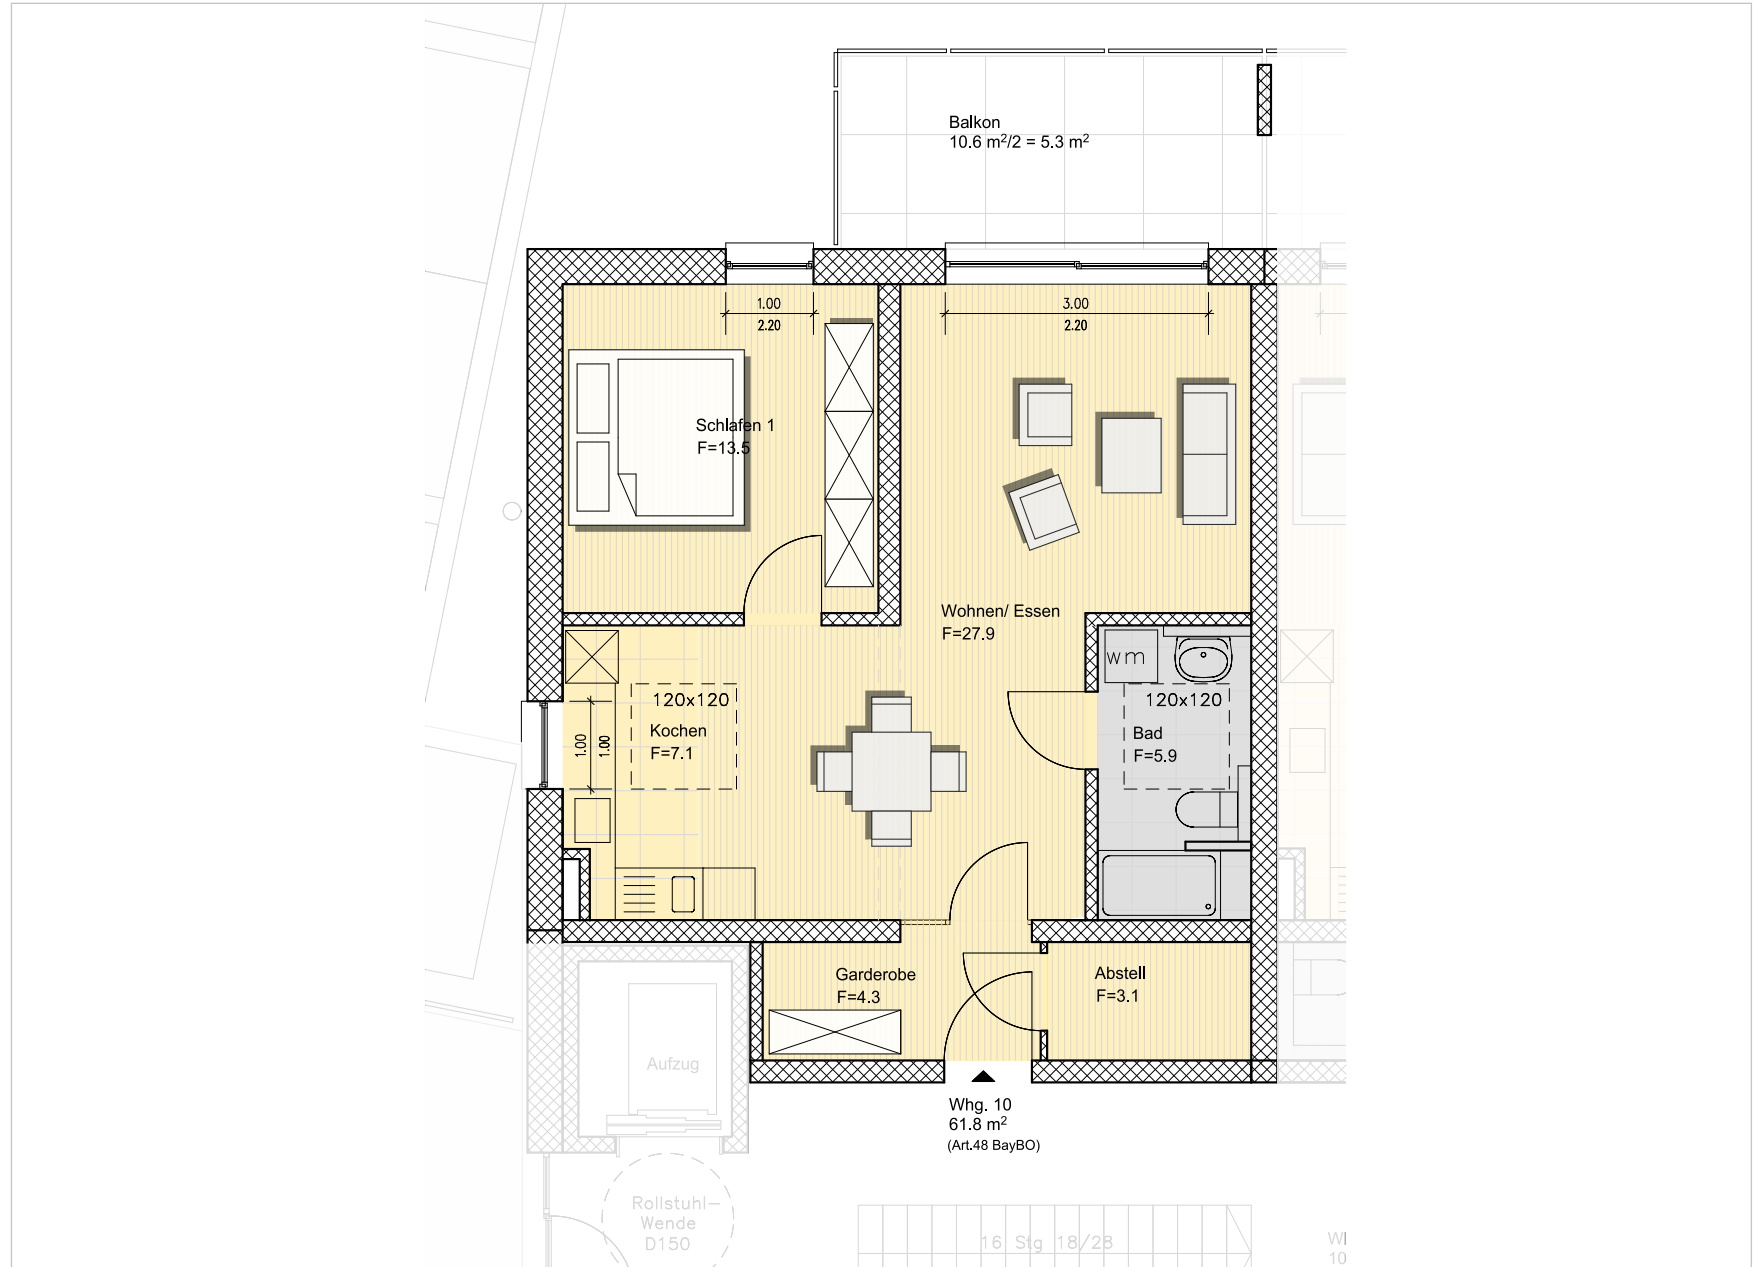 Balkon
10.6 m²/2 = 5.3 m²
1.00
2.20
3.00
2.20
Schlafen 1
F=13.5
Wohnen/ Essen
F=27.9
wm
120x120
Kochen
F=7.1
1.00
1.00
120x120
Bad
F=5.9
Garderobe
F=4.3
Abstell
F=3.1
Aufzug
Whg. 10
61.8 m²
(Art.48 BayBO)
Rollstuhl-
Wende
D150
16 Stg 18/28
10